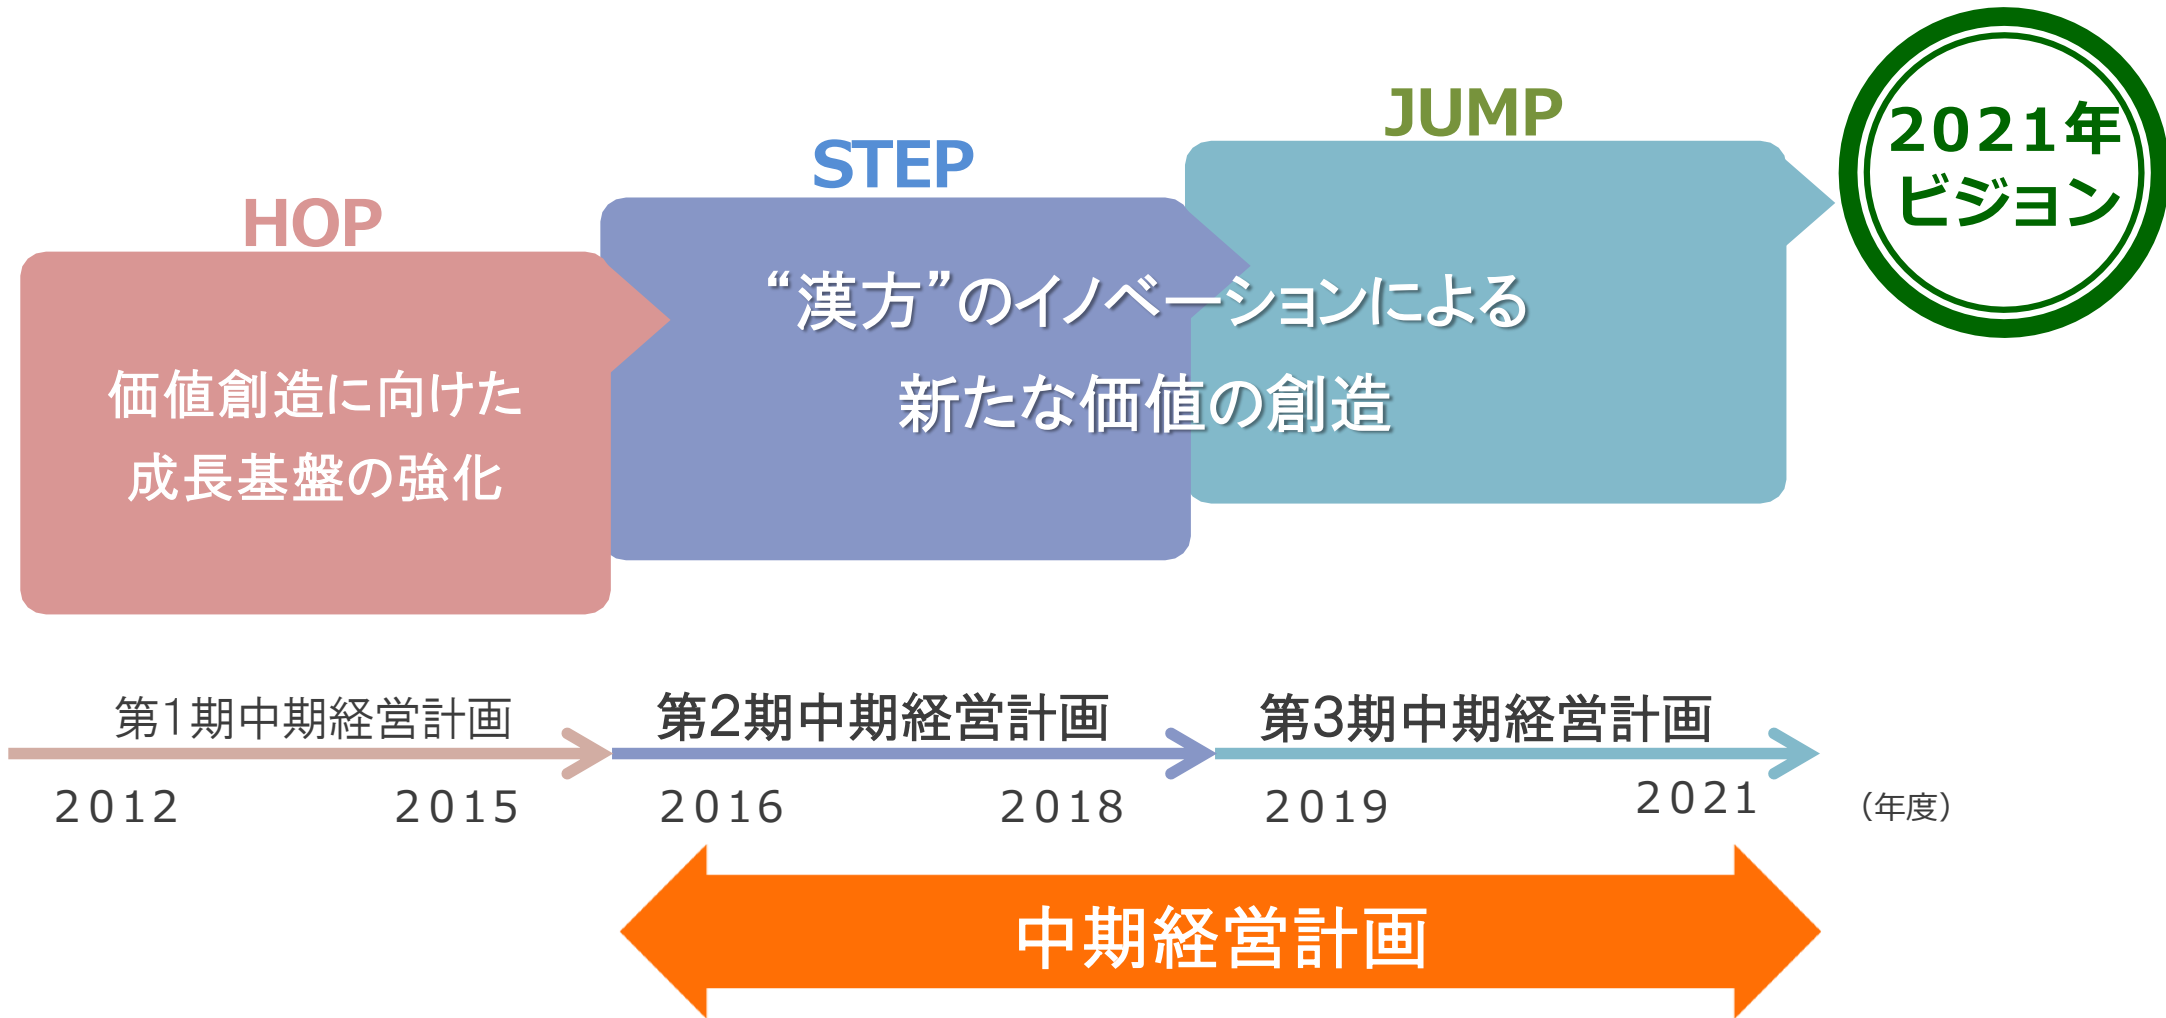 HOP
価値創造に向けた
成長基盤の強化
STEP
JUMP
“漢方”のイノベーションによる
新たな価値の創造
2021年
ビジョン
第1期中期経営計画
第2期中期経営計画
第3期中期経営計画
2012
2015
2016
2018
2019
2021
（年度）
中期経営計画